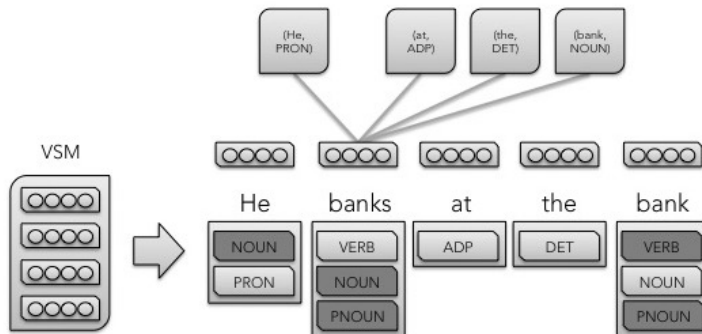 (He, PRON)
(at, ADP)
(the, DET)
(bank, NOUN)
VSM
He banks at the bank
NOUN VERB ADP DET VERB
PRON NOUN NOUN
PNOUN PNOUN